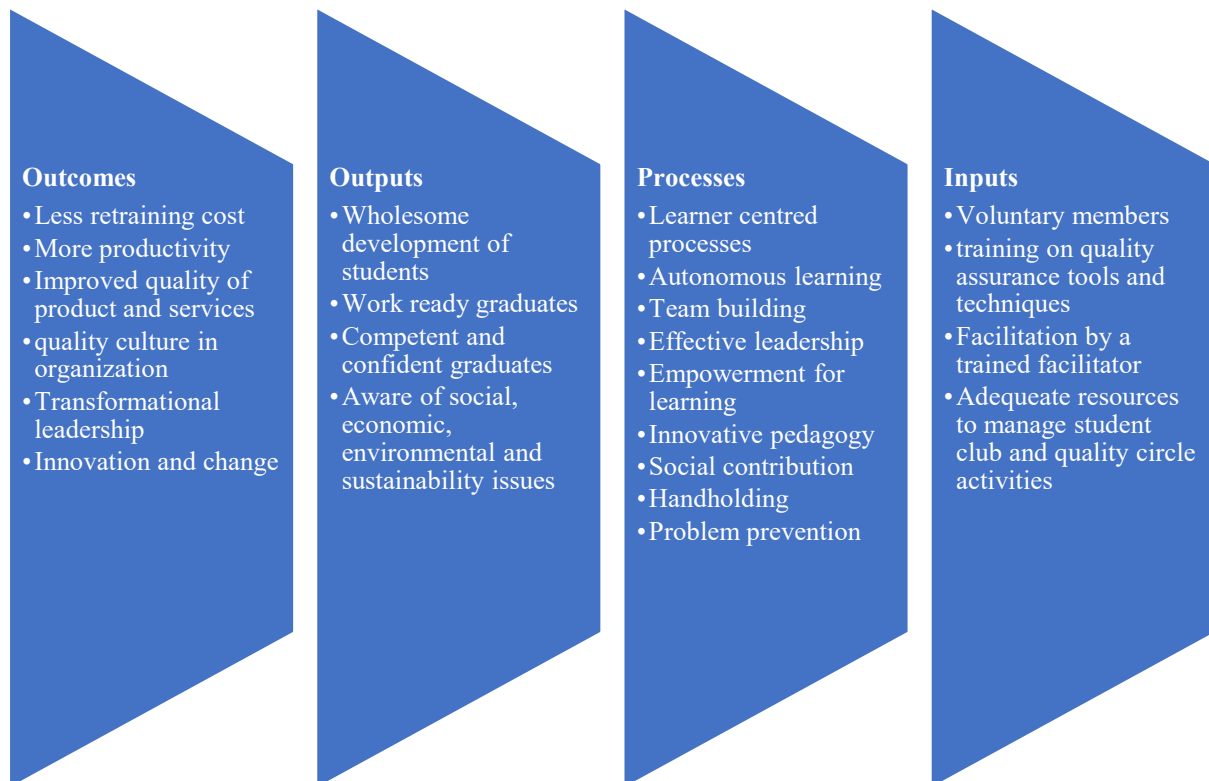 Outcomes
•Less retraining cost
•More productivity
•Improved quality of
product and services
•quality culture in
organization
•Transformational
leadership
•Innovation and change
Outputs
•Wholesome
development of
students
•Work ready graduates
•Competent and
confident graduates
•Aware of social,
economic,
environmental and
sustainability issues
Processes
•Learner centred
processes
•Autonomous learning
•Team building
•Effective leadership
•Empowerment for
learning
•Innovative pedagogy
•Social contribution
•Handholding
•Problem prevention
Inputs
•Voluntary members
•training on quality
assurance tools and
techniques
•Facilitation by a
trained facilitator
•Adequeate resources
to manage student
club and quality circle
activities